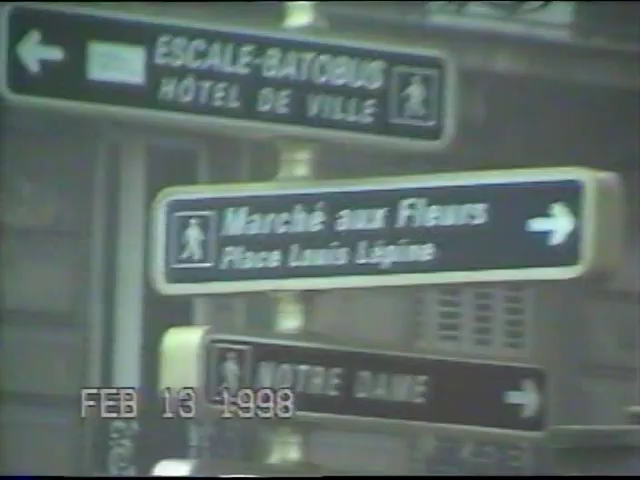 ESCALE-BATOBUS
HÔTEL DE VILLE
Marché aux Fleurs
Place Louis Lépine
NOTRE DAME
FEB 13 1998